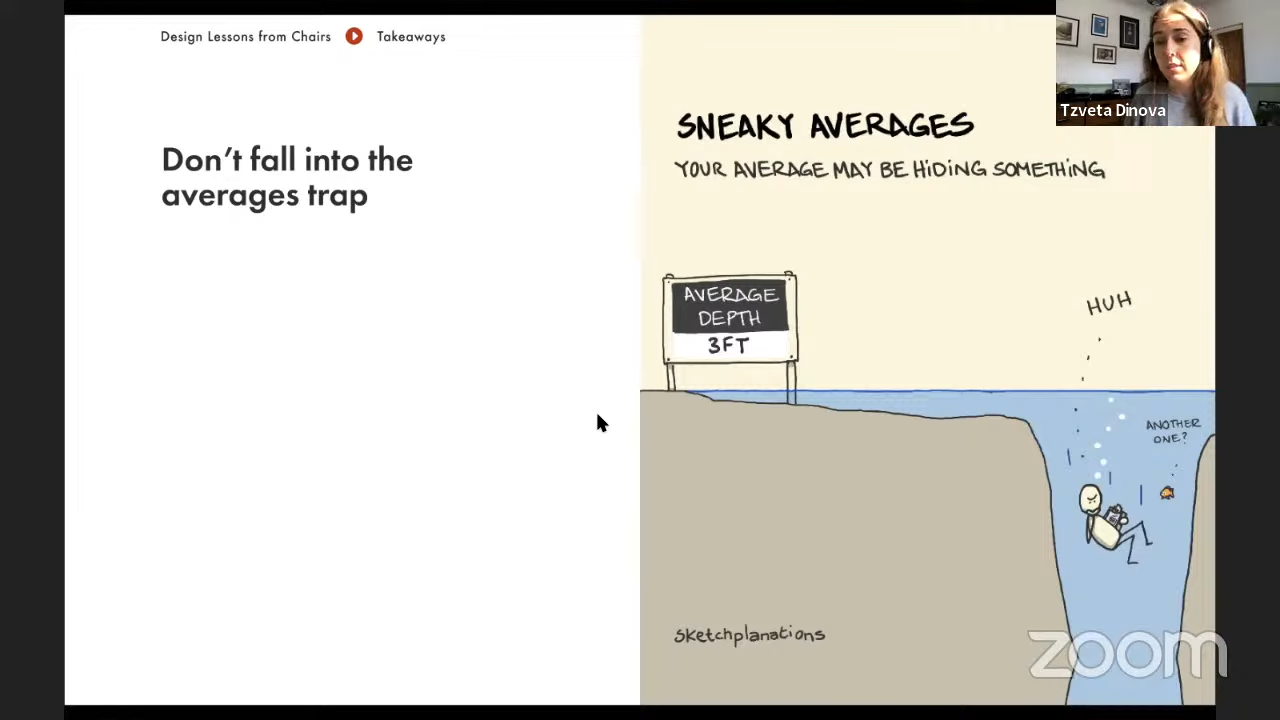 Design Lessons from Chairs Takeaways
Don't fall into the
averages trap
SNEAKY AVERAGES
YOUR AVERAGE MAY BE HIDING SOMETHING
AVERAGE
DEPTH
3FT
HUH
ANOTHER
ONE?
sketchplanations
Tzveta Dinova
zoom